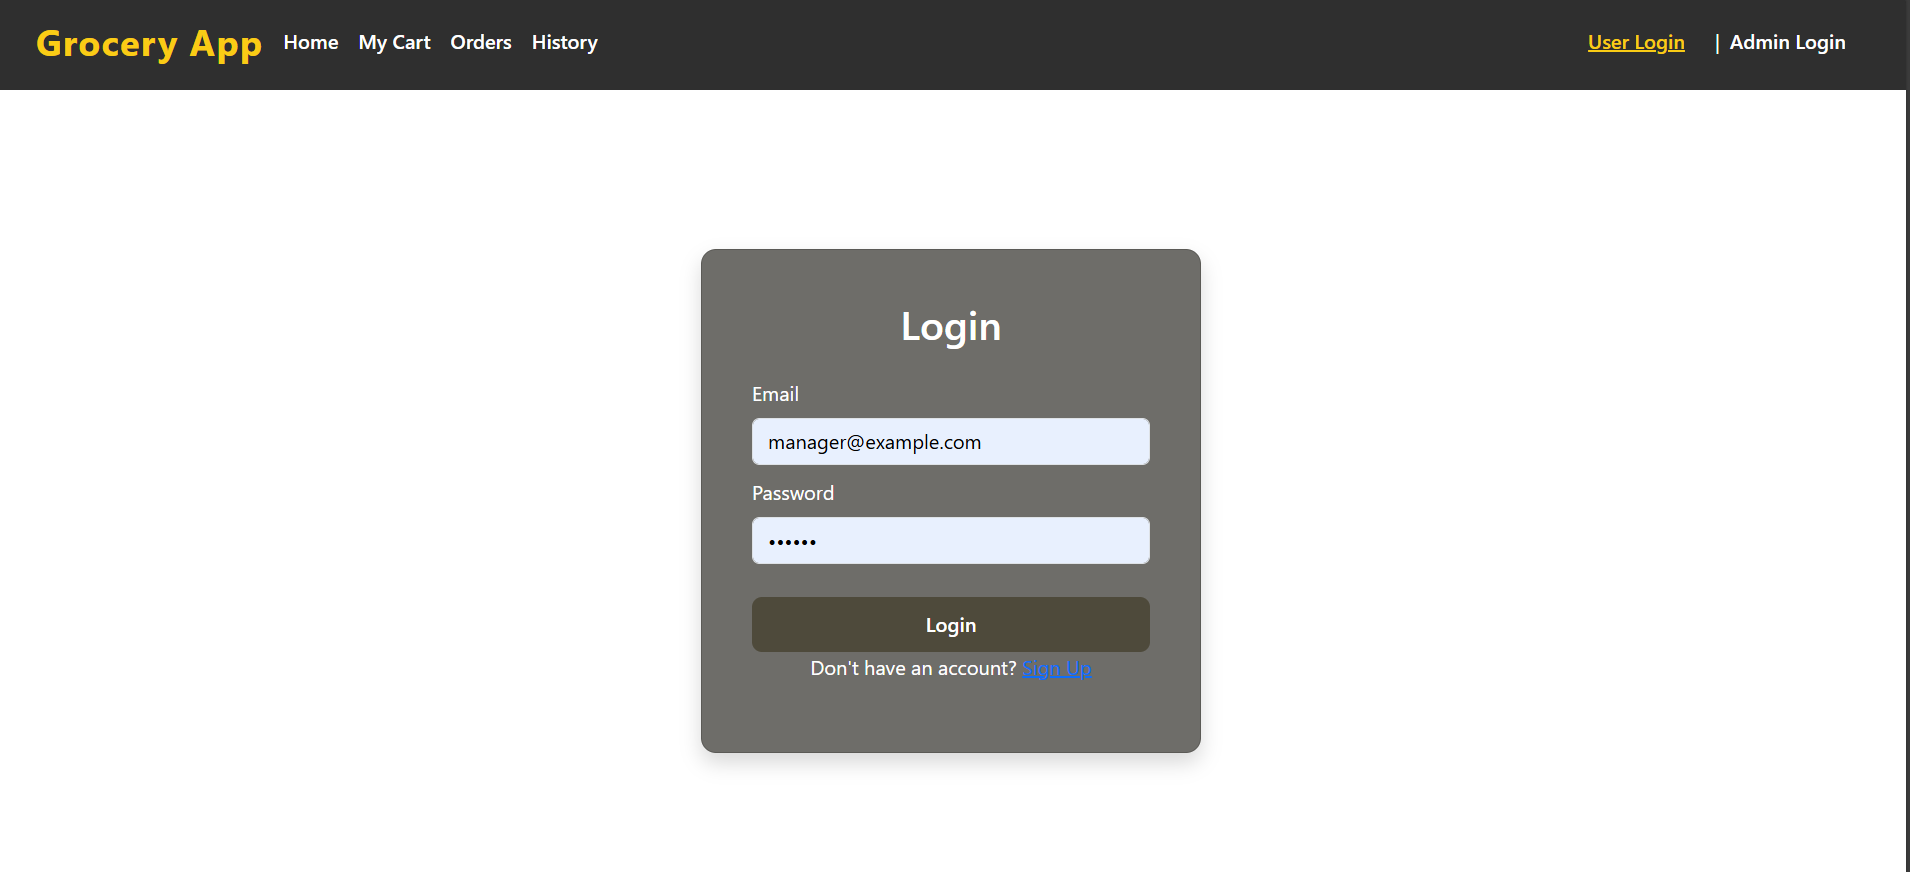 Grocery App Home My Cart Orders History User Login | Admin Login
Login
Email
manager@example.com
Password
••••••
Login
Don't have an account? Sign Up